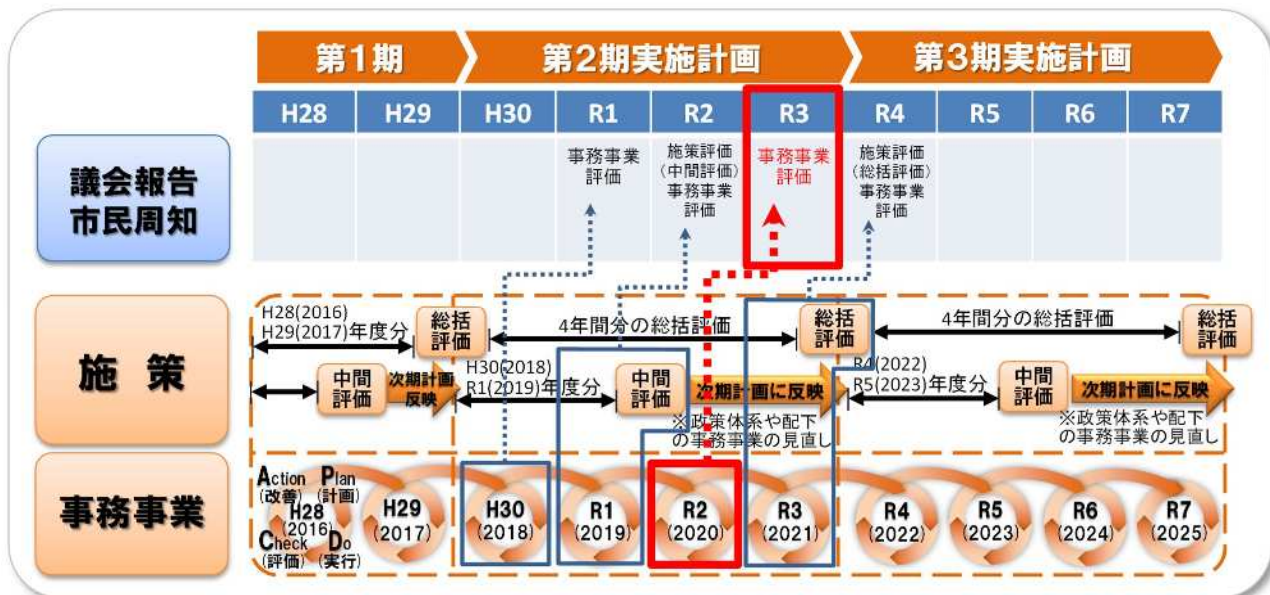 第1期
第2期実施計画
第3期実施計画
H28
H29
H30
R1
R2
R3
R4
R5
R6
R7
議会報告
市民周知
事務事業
評価
施策評価
(中間評価)
事務事業
評価
事務事業
評価
施策評価
(総括評価)
事務事業
評価
施 策
H28(2016)
H29(2017)年度分
総括
評価
4年間分の総括評価
総括
評価
4年間分の総括評価
総括
評価
中間
評価
次期計画
反映
H30(2018)
R1(2019)年度分
中間
評価
次期計画に反映
※政策体系や配下
の事務事業の見直し
R4(2022)
R5(2023)年度分
中間
評価
次期計画に反映
※政策体系や配下
の事務事業の見直し
事務事業
Action
(改善)
Plan
(計画)
H28
(2016)
Check
(評価)
Do
(実行)
H29
(2017)
H30
(2018)
R1
(2019)
R2
(2020)
R3
(2021)
R4
(2022)
R5
(2023)
R6
(2024)
R7
(2025)